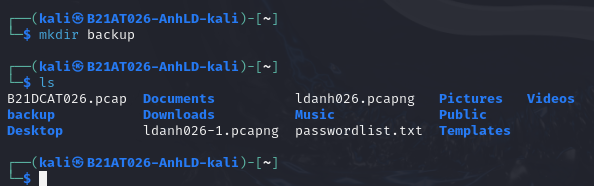 ┌──(kali㉿B21AT026-AnhLD-kali)-[~]
└─$ mkdir backup
┌──(kali㉿B21AT026-AnhLD-kali)-[~]
└─$ ls
B21DCAT026.pcap  Documents  ldanh026.pcapng  Pictures  Videos
backup  Downloads  Music  Public
Desktop  ldanh026-1.pcapng  passwordlist.txt  Templates
┌──(kali㉿B21AT026-AnhLD-kali)-[~]
└─$